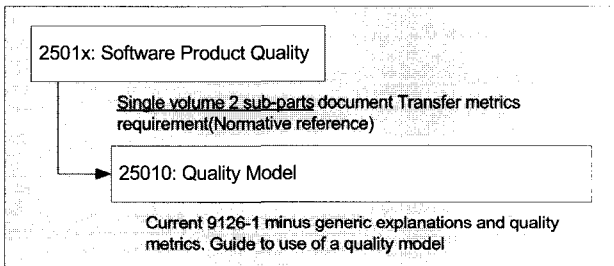 2501x: Software Product Quality
Single volume 2 sub-parts document Transfer metrics
requirement(Normative reference)
25010: Quality Model
Current 9126-1 minus generic explanations and quality
metrics. Guide to use of a quality model